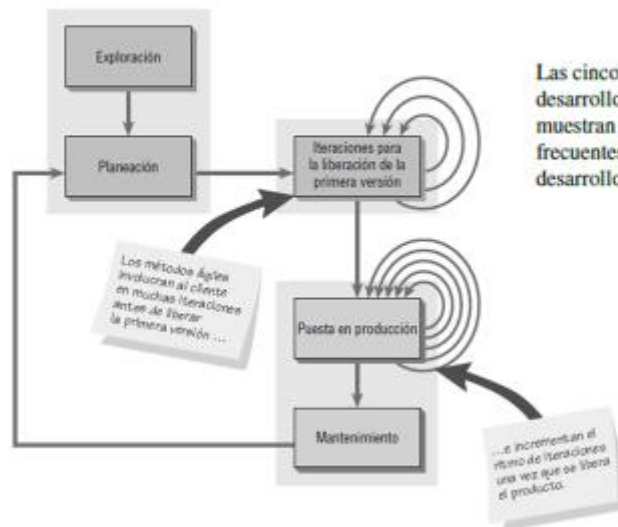 Exploración
Planeación
Iteraciones para
la liberación de la
primera versión
Las cinco
desarrollo
muestran
frecuentes
desarrollo
Los métodos ágiles
involucran al cliente
en muchas iteraciones
antes de liberar
la primera versión ...
Puesta en producción
Mantenimiento
...e incrementan el
ritmo de iteraciones
una vez que se libera
el producto.